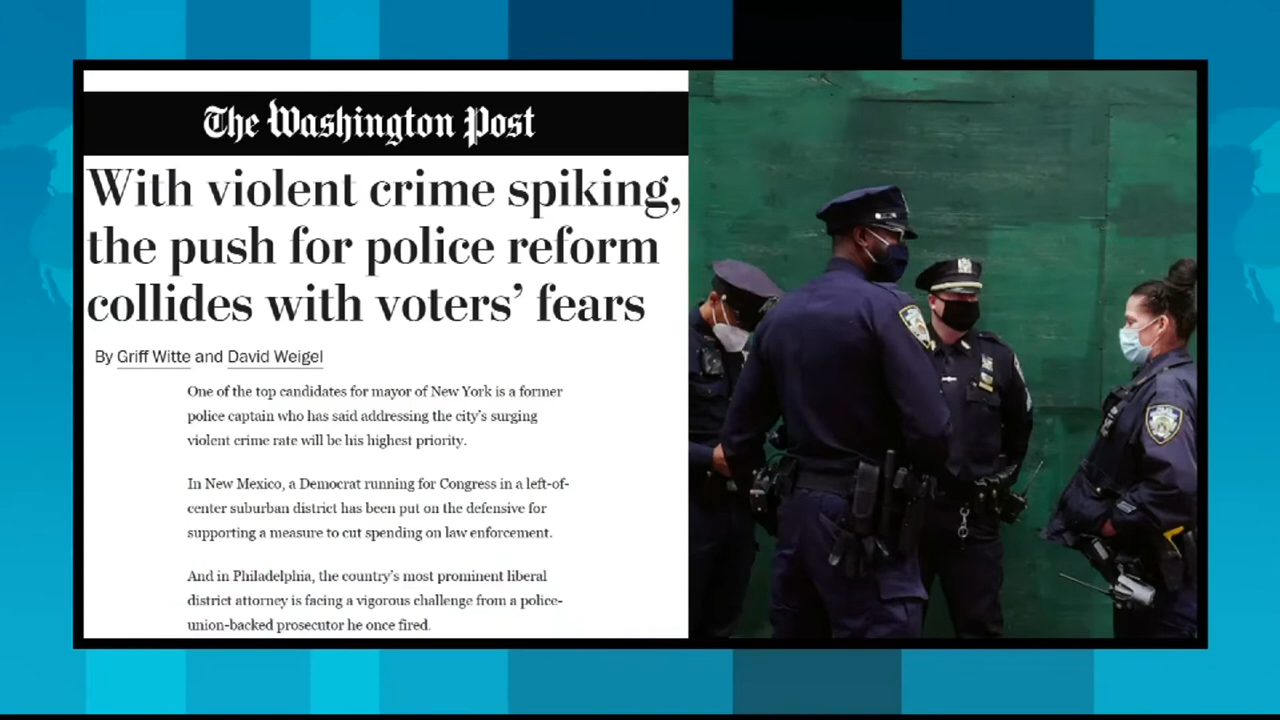 The Washington Post
With violent crime spiking,
the push for police reform
collides with voters’ fears
By Griff Witte and David Weigel
One of the top candidates for mayor of New York is a former
police captain who has said addressing the city’s surging
violent crime rate will be his highest priority.
In New Mexico, a Democrat running for Congress in a left-of-
center suburban district has been put on the defensive for
supporting a measure to cut spending on law enforcement.
And in Philadelphia, the country’s most prominent liberal
district attorney is facing a vigorous challenge from a police-
union-backed prosecutor he once fired.